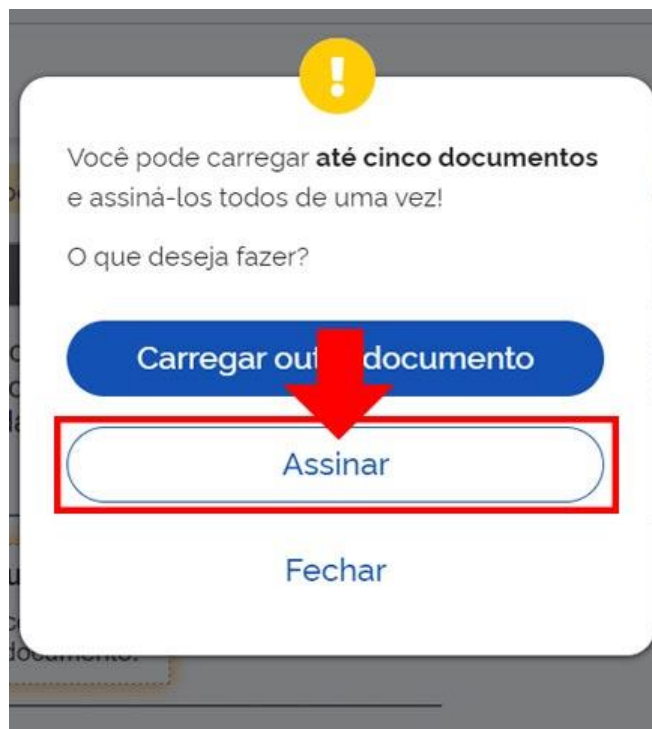 !
Você pode carregar até cinco documentos
e assiná-los todos de uma vez!
O que deseja fazer?
Carregar documento
Assinar
Fechar
documento.